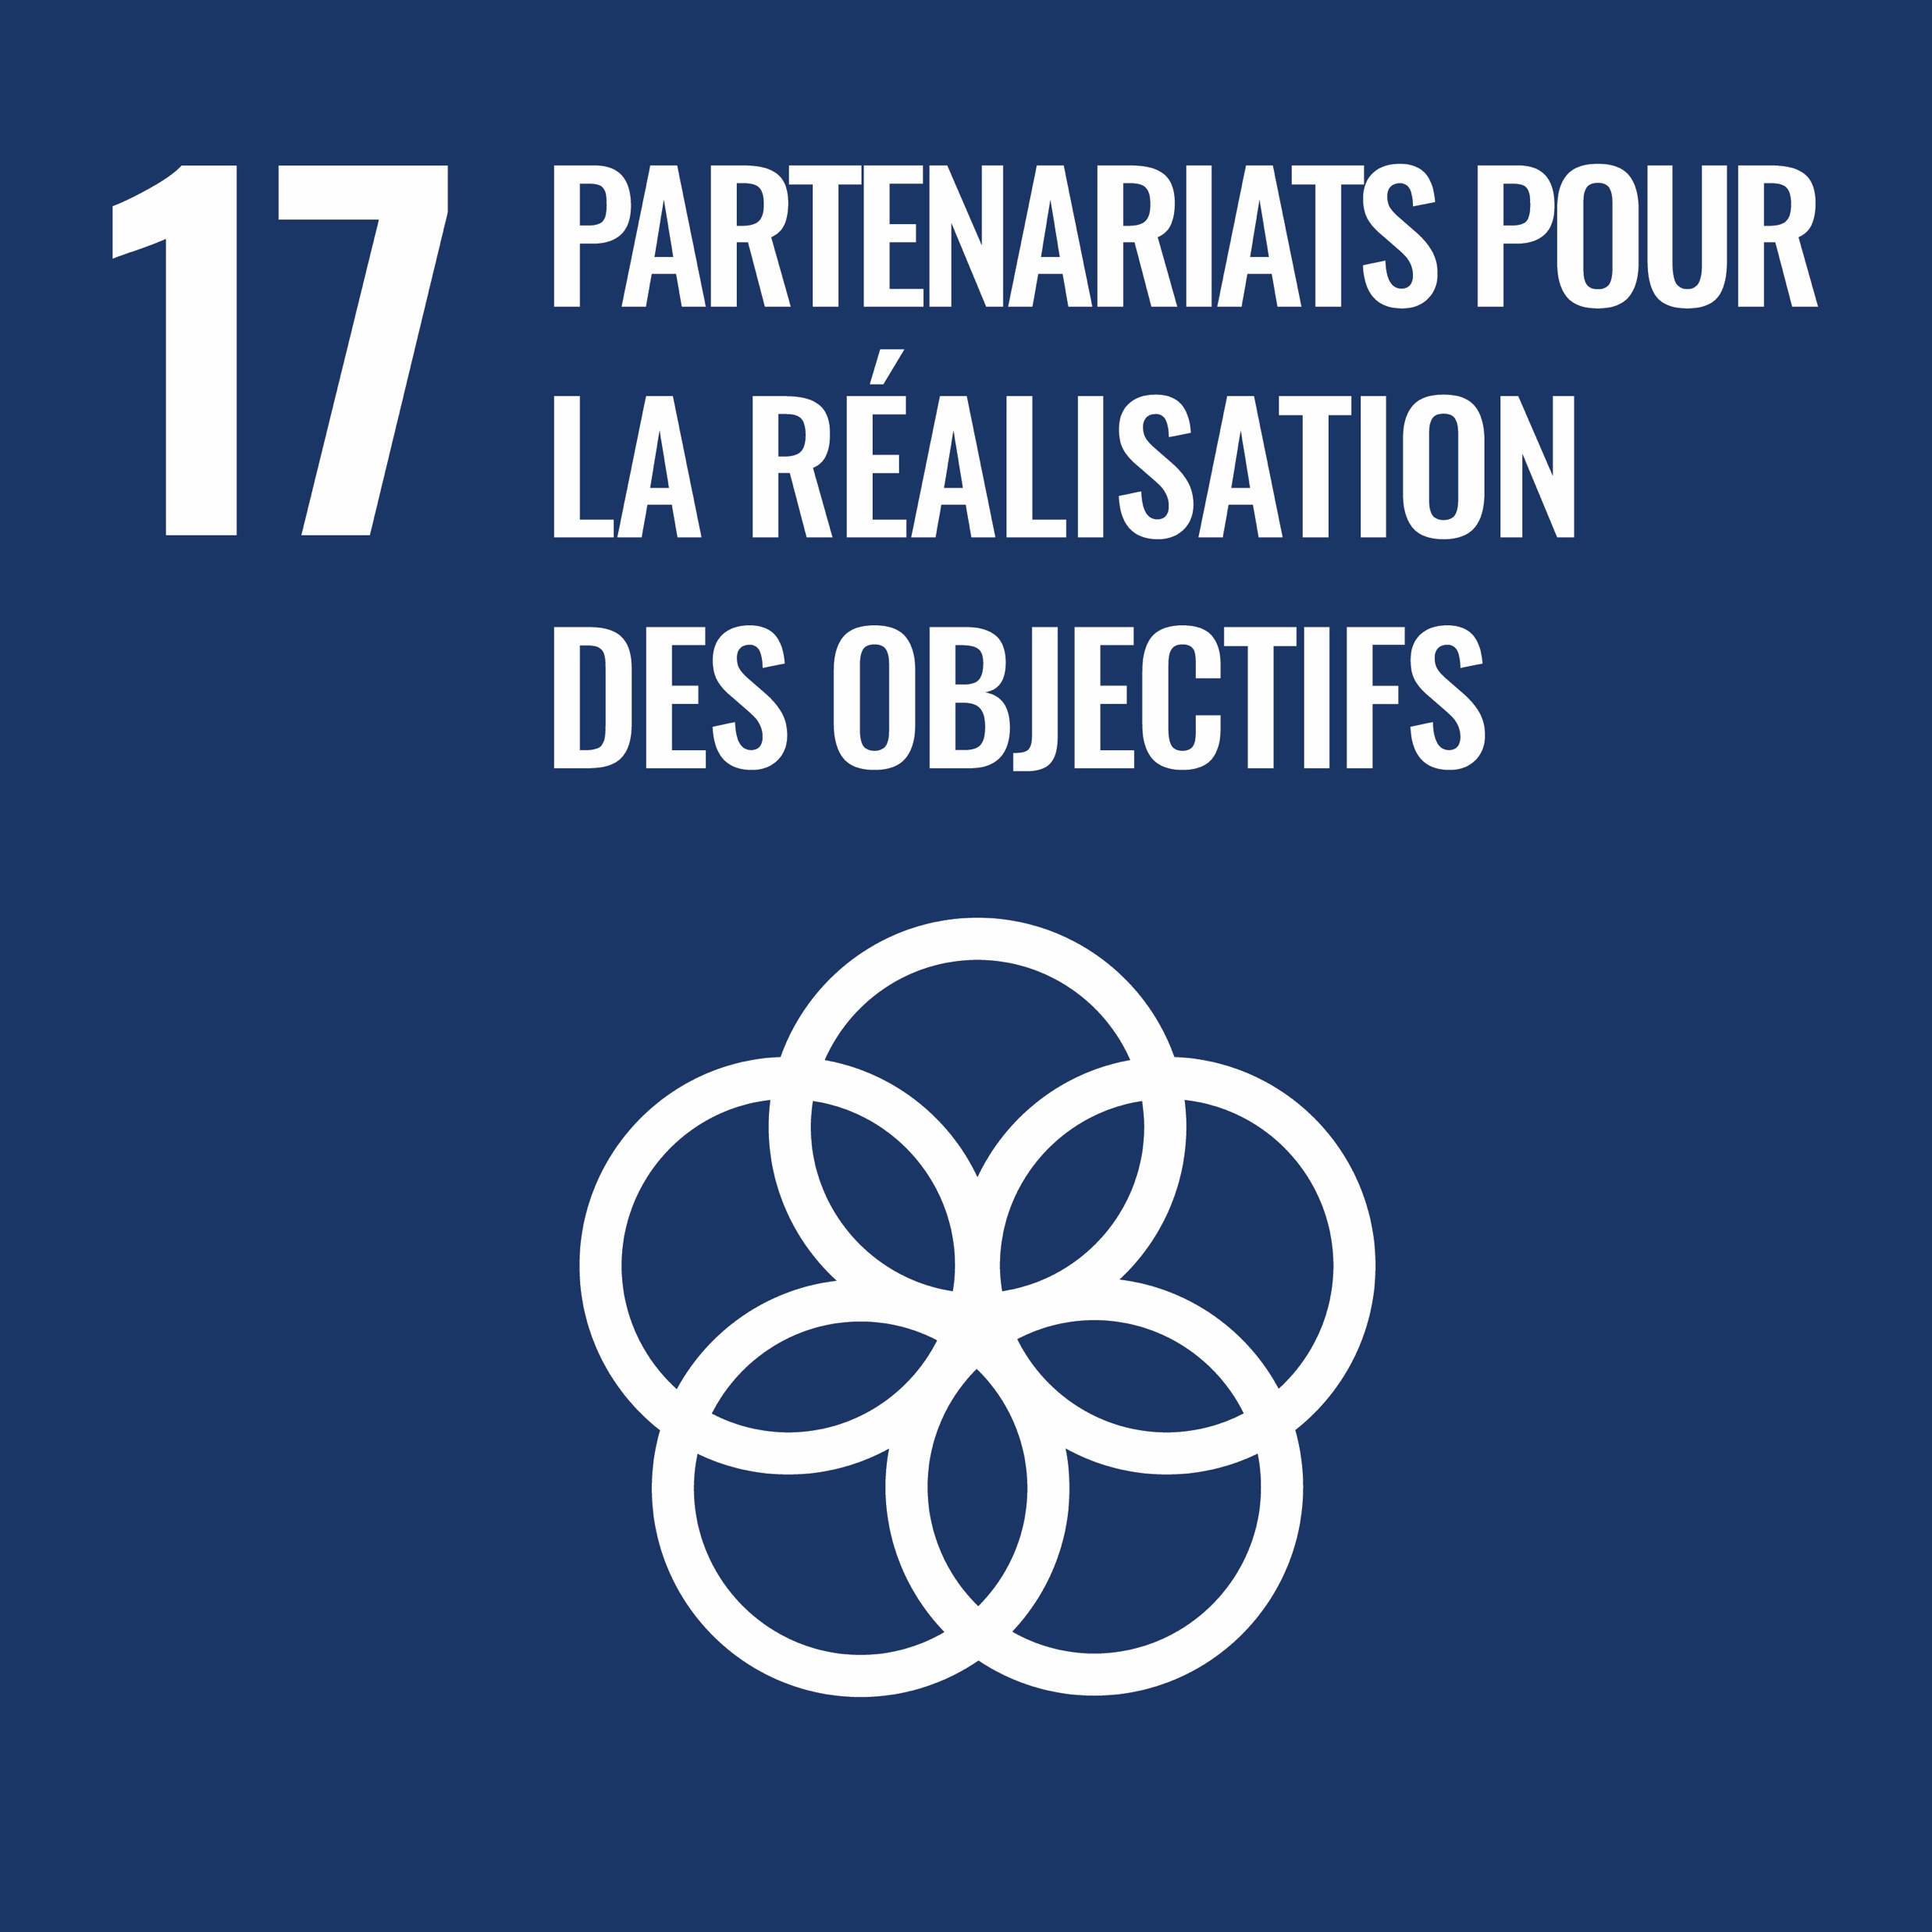 17
PARTENARIATS POUR
LA RÉALISATION
DES OBJECTIFS